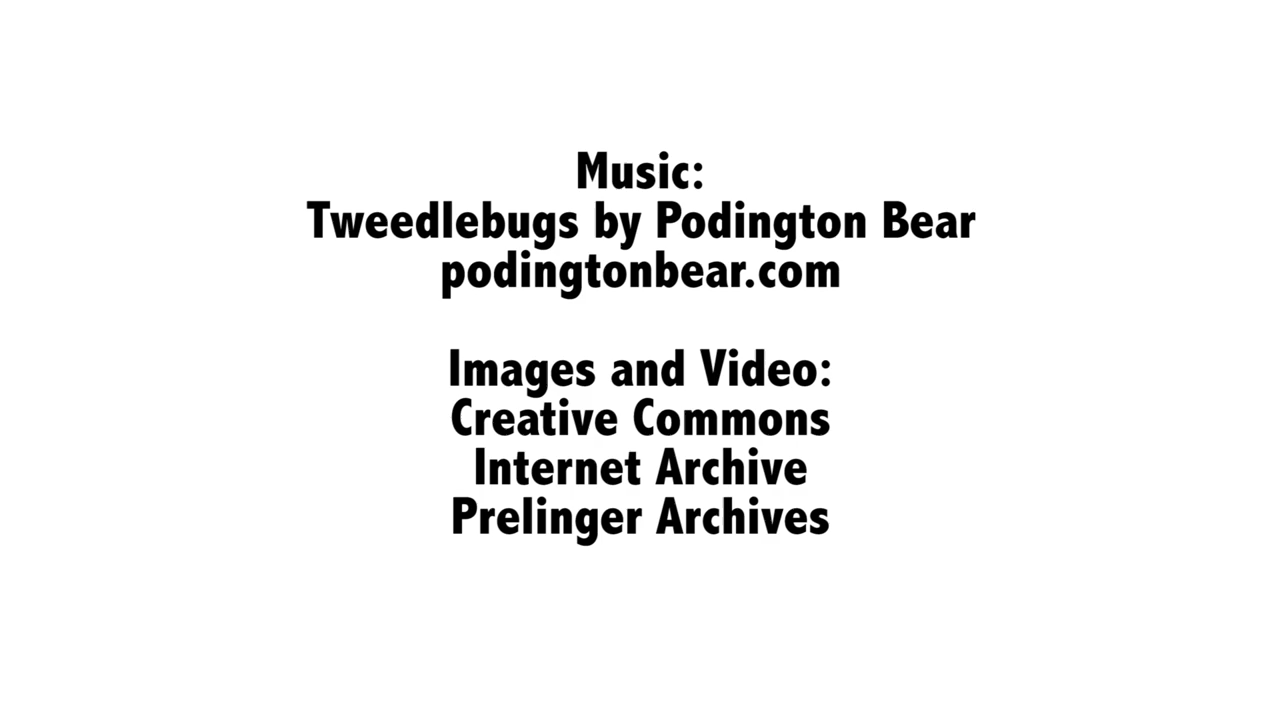 Music:
Tweedlebugs by Podington Bear
podingtonbear.com
Images and Video:
Creative Commons
Internet Archive
Prelinger Archives